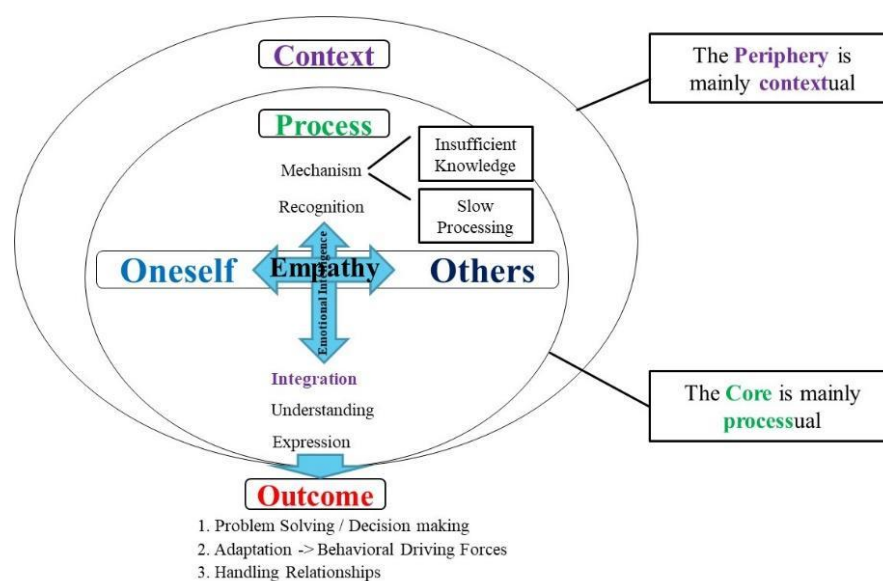 Context
The Periphery is
mainly contextual
Process
Mechanism
Insufficient
Knowledge
Recognition
Slow
Processing
Oneself
Empathy
Others
Emotional Intelligence
Integration
Understanding
Expression
The Core is mainly
processual
Outcome
1. Problem Solving / Decision making
2. Adaptation -> Behavioral Driving Forces
3. Handling Relationships